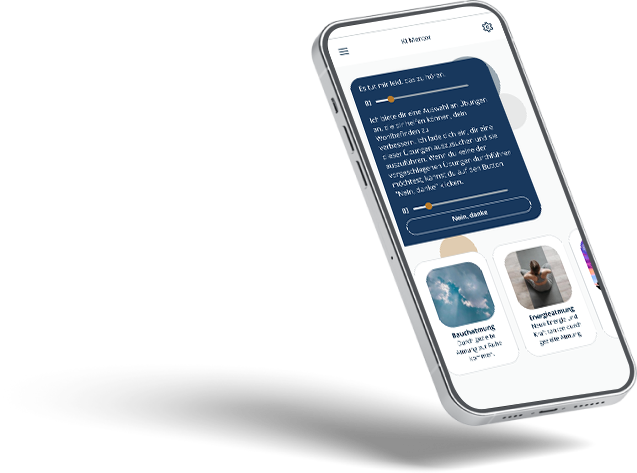 KI Mentor
Es tut mir leid, das zu hören.
Ich biete dir eine Auswahl an Übungen
an, die dir helfen können, dein
Wohlbefinden zu
verbessern. Ich lade dich ein, dir eine
dieser Übungen auszusuchen und sie
auszuführen. Wenn du keine der
vorgeschlagenen Übungen durchführen
möchtest, kannst du auf den Button
"Nein, danke" klicken.
Nein, danke
Bauchatmung
Durch gezielte
Atmung zur Ruhe
kommen.
Energieatmung
Neue Energie und
Kraft tanken durch
gezielte Atmung